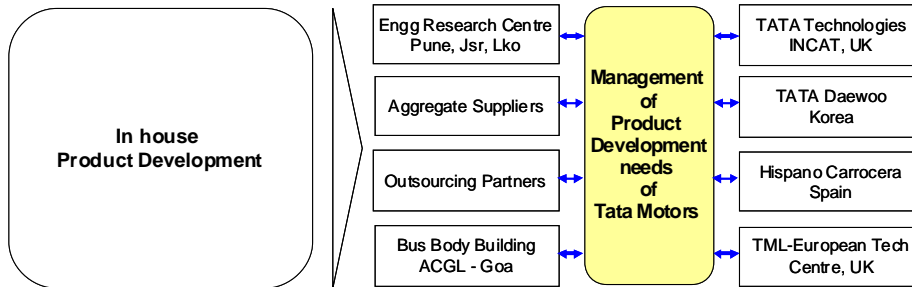 In house
Product Development
Engg Research Centre
Pune, Jsr, Lko
Aggregate Suppliers
Outsourcing Partners
Bus Body Building
ACGL - Goa
Management
of
Product
Development
needs
of
Tata Motors
TATA Technologies
INCAT, UK
TATA Daewoo
Korea
Hispano Carrocera
Spain
TML-European Tech
Centre, UK